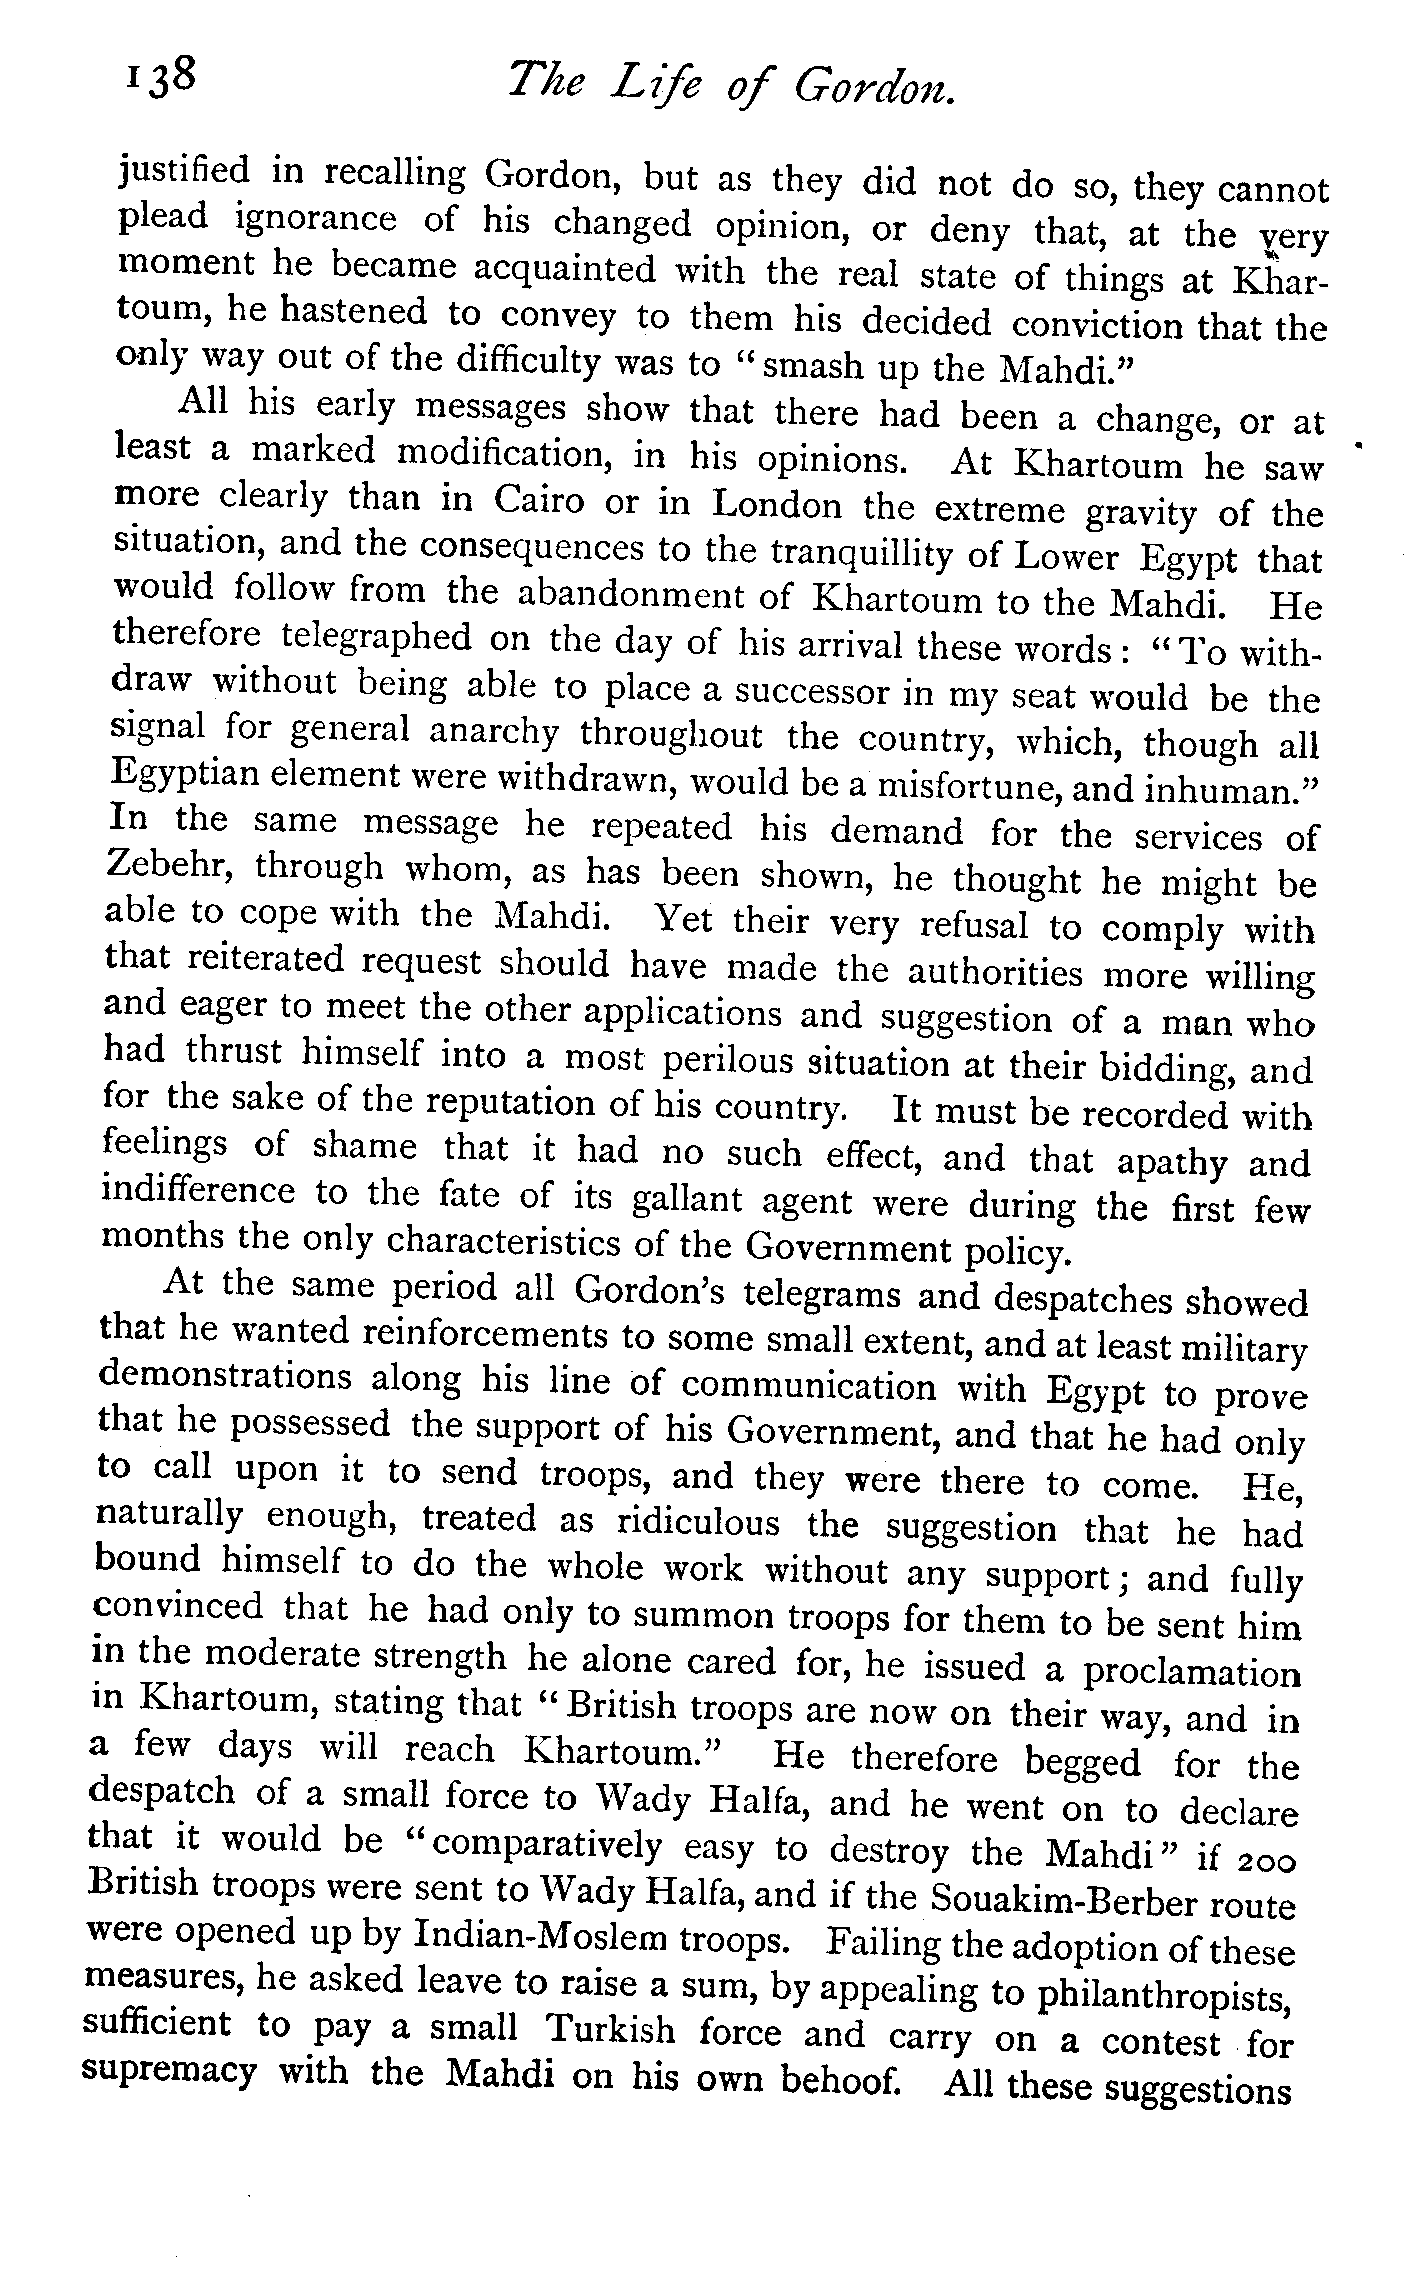 138 The Life of Gordon.
justified in recalling Gordon, but as they did not do so, they cannot
plead ignorance of his changed opinion, or deny that, at the very
moment he became acquainted with the real state of things at Khar-
toum, he hastened to convey to them his decided conviction that the
only way out of the difficulty was to "smash up the Mahdi."
All his early messages show that there had been a change, or at
least a marked modification, in his opinions. At Khartoum he saw
more clearly than in Cairo or in London the extreme gravity of the
situation, and the consequences to the tranquillity of Lower Egypt that
would follow from the abandonment of Khartoum to the Mahdi. He
therefore telegraphed on the day of his arrival these words: "To with-
draw without being able to place a successor in my seat would be the
signal for general anarchy throughout the country, which, though all
Egyptian element were withdrawn, would be a misfortune, and inhuman."
In the same message he repeated his demand for the services of
Zebehr, through whom, as has been shown, he thought he might be
able to cope with the Mahdi. Yet their very refusal to comply with
that reiterated request should have made the authorities more willing
and eager to meet the other applications and suggestion of a man who
had thrust himself into a most perilous situation at their bidding, and
for the sake of the reputation of his country. It must be recorded with
feelings of shame that it had no such effect, and that apathy and
indifference to the fate of its gallant agent were during the first few
months the only characteristics of the Government policy.
At the same period all Gordon's telegrams and despatches showed
that he wanted reinforcements to some small extent, and at least military
demonstrations along his line of communication with Egypt to prove
that he possessed the support of his Government, and that he had only
to call upon it to send troops, and they were there to come. He,
naturally enough, treated as ridiculous the suggestion that he had
bound himself to do the whole work without any support; and fully
convinced that he had only to summon troops for them to be sent him
in the moderate strength he alone cared for, he issued a proclamation
in Khartoum, stating that "British troops are now on their way, and in
a few days will reach Khartoum." He therefore begged for the
despatch of a small force to Wady Halfa, and he went on to declare
that it would be "comparatively easy to destroy the Mahdi" if 200
British troops were sent to Wady Halfa, and if the Souakim-Berber route
were opened up by Indian-Moslem troops. Failing the adoption of these
measures, he asked leave to raise a sum, by appealing to philanthropists,
sufficient to pay a small Turkish force and carry on a contest for
supremacy with the Mahdi on his own behoof. All these suggestions